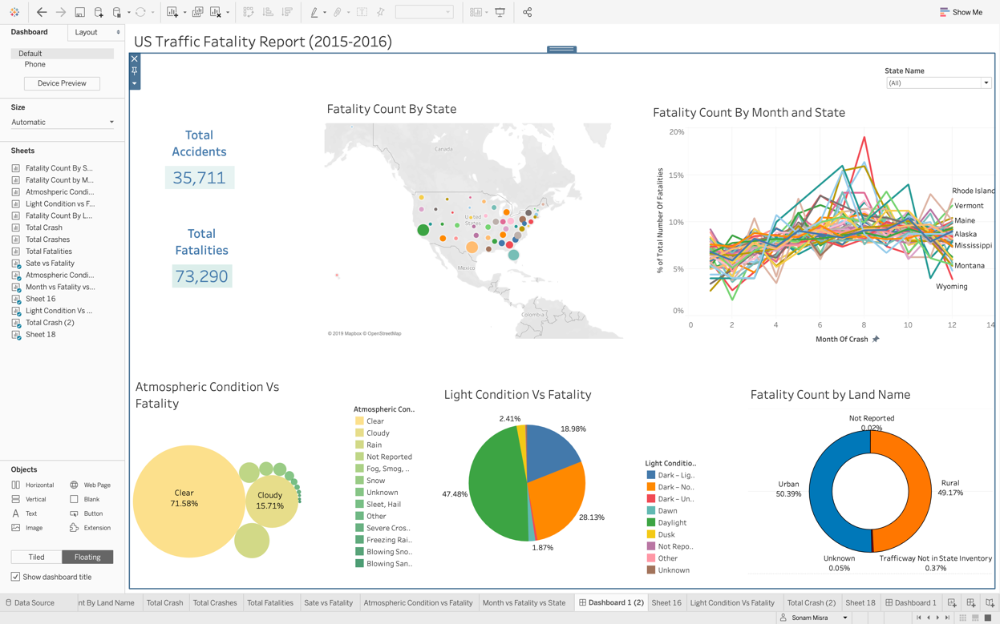 Show Me
Dashboard
Layout
Default
Phone
Device Preview
Size
Automatic
Sheets
Fatality Count By S...
Fatality Count by M...
Atmoshperic Condi...
Light Condition vs F...
Fatality Count By L...
Total Crash
Total Crashes
Total Fatalities
Sate vs Fatality
Atmospheric Condi...
Month vs Fatality vs...
Sheet 16
Light Condition Vs ...
Total Crash (2)
Sheet 18
Objects
Horizontal
Web Page
Vertical
Blank
Text
Button
Image
Extension
Tiled
Floating
Show dashboard title
US Traffic Fatality Report (2015-2016)
State Name
(All)
Total
Accidents
35,711
Total
Fatalities
73,290
Fatality Count By State
Canada
United
States
Mexico
Colombia
© 2019 Mapbox © OpenStreetMap
Fatality Count By Month and State
% of Total Number Of Fatalities
20%
15%
10%
5%
0%
Rhode Island
Vermont
Maine
Alaska
Mississippi
Montana
Wyoming
0
2
4
6
8
10
12
14
Month Of Crash
Atmospheric Condition Vs
Fatality
Clear
71.58%
Cloudy
15.71%
Atmospheric Con..
Clear
Cloudy
Rain
Not Reported
Fog, Smog, ..
Snow
Unknown
Sleet, Hail
Other
Severe Cros..
Freezing Rai..
Blowing Sno..
Blowing San..
Light Condition Vs Fatality
2.41%
18.98%
47.48%
28.13%
1.87%
Light Conditio..
Dark – Lig..
Dark – No..
Dark – Un..
Dawn
Daylight
Dusk
Not Repo..
Other
Unknown
Fatality Count by Land Name
Not Reported
0.02%
Urban
50.39%
Rural
49.17%
Unknown
0.05%
Trafficway Not in State Inventory
0.37%
Data Source
nt By Land Name
Total Crash
Total Crashes
Total Fatalities
Sate vs Fatality
Atmospheric Condition vs Fatality
Month vs Fatality vs State
Dashboard 1 (2)
Sheet 16
Light Condition Vs Fatality
Total Crash (2)
Sheet 18
Dashboard 1
Sonam Misra